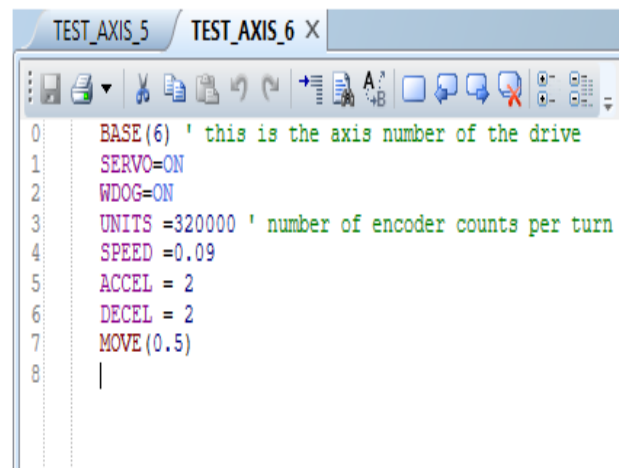 TEST_AXIS_5 TEST_AXIS_6 X
0 BASE(6) ' this is the axis number of the drive
1 SERVO=ON
2 WDOG=ON
3 UNITS =320000 ' number of encoder counts per turn
4 SPEED =0.09
5 ACCEL = 2
6 DECEL = 2
7 MOVE(0.5)
8